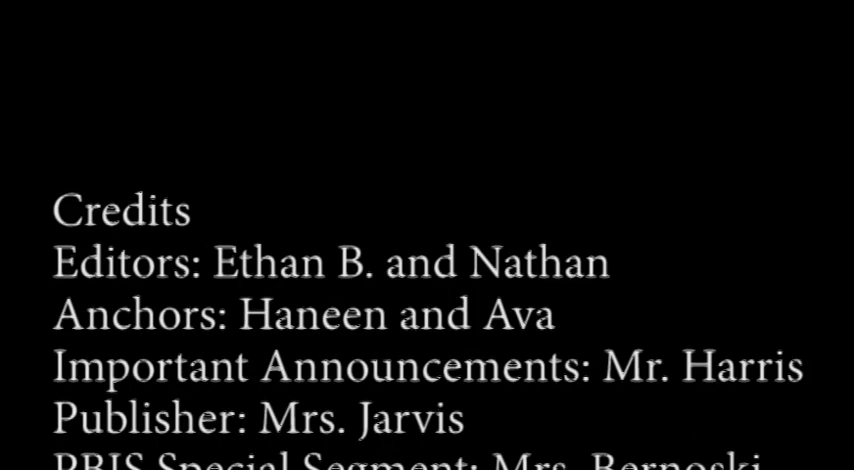 Credits
Editors: Ethan B. and Nathan
Anchors: Haneen and Ava
Important Announcements: Mr. Harris
Publisher: Mrs. Jarvis
PBIS Special Segment: Mrs. Bernoski